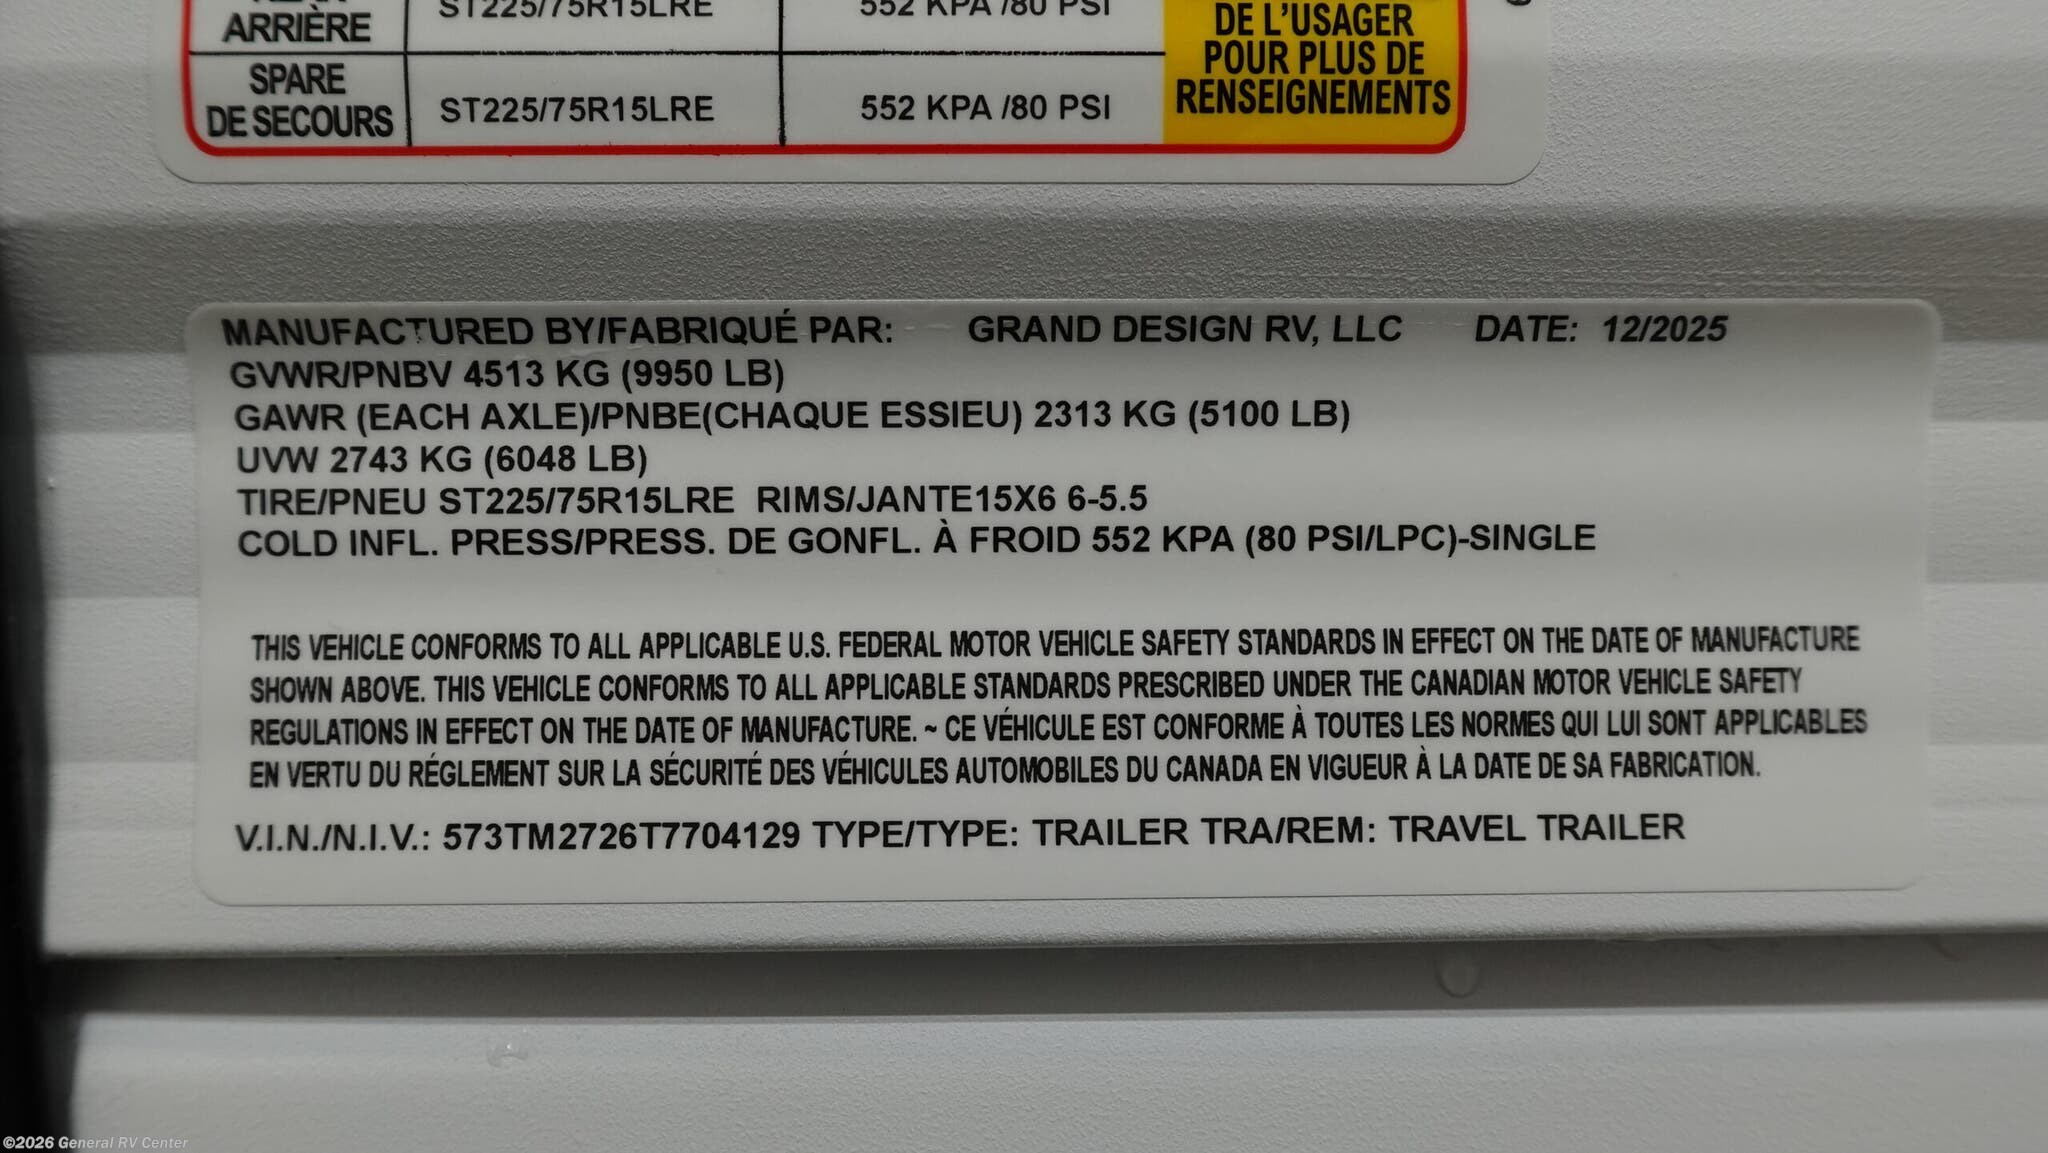 ARRIÈRE ST225/75R15LRE 552 KPA /80 PSI DE L'USAGER
POUR PLUS DE
SPARE
DE SECOURS ST225/75R15LRE 552 KPA /80 PSI RENSEIGNEMENTS
MANUFACTURED BY/FABRIQUÉ PAR: GRAND DESIGN RV, LLC DATE: 12/2025
GVWR/PNBV 4513 KG (9950 LB)
GAWR (EACH AXLE)/PNBE(CHAQUE ESSIEU) 2313 KG (5100 LB)
UVW 2743 KG (6048 LB)
TIRE/PNEU ST225/75R15LRE RIMS/JANTE15X6 6-5.5
COLD INFL. PRESS/PRESS. DE GONFL. À FROID 552 KPA (80 PSI/LPC)-SINGLE
THIS VEHICLE CONFORMS TO ALL APPLICABLE U.S. FEDERAL MOTOR VEHICLE SAFETY STANDARDS IN EFFECT ON THE DATE OF MANUFACTURE
SHOWN ABOVE. THIS VEHICLE CONFORMS TO ALL APPLICABLE STANDARDS PRESCRIBED UNDER THE CANADIAN MOTOR VEHICLE SAFETY
REGULATIONS IN EFFECT ON THE DATE OF MANUFACTURE. ~ CE VÉHICULE EST CONFORME À TOUTES LES NORMES QUI LUI SONT APPLICABLES
EN VERTU DU RÉGLEMENT SUR LA SÉCURITÉ DES VÉHICULES AUTOMOBILES DU CANADA EN VIGUEUR À LA DATE DE SA FABRICATION.
V.I.N./N.I.V.: 573TM2726T7704129 TYPE/TYPE: TRAILER TRA/REM: TRAVEL TRAILER
©2026 General RV Center